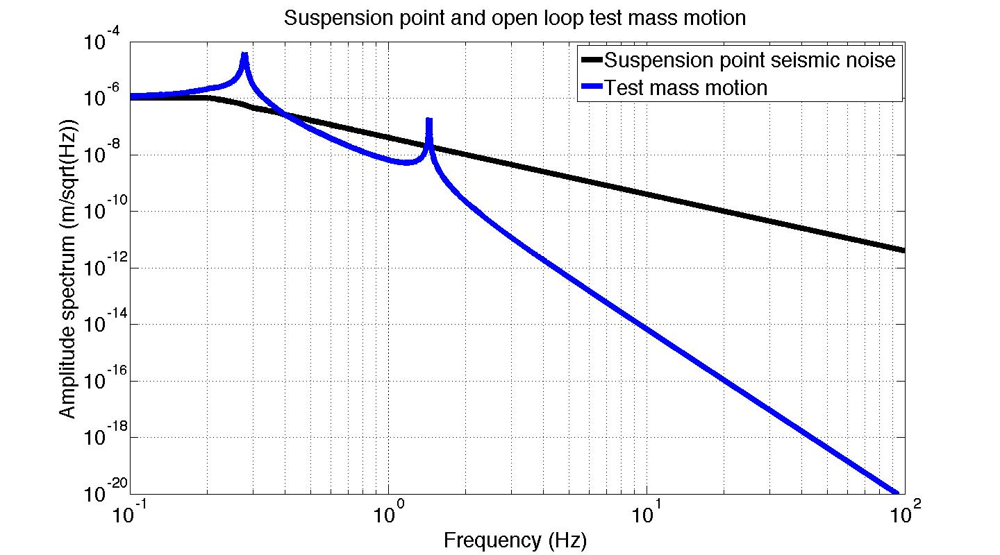 Suspension point and open loop test mass motion
Suspension point seismic noise
Test mass motion
Amplitude spectrum (m/sqrt(Hz))
10^-4
10^-6
10^-8
10^-10
10^-12
10^-14
10^-16
10^-18
10^-20
10^-1 10^0 10^1 10^2
Frequency (Hz)